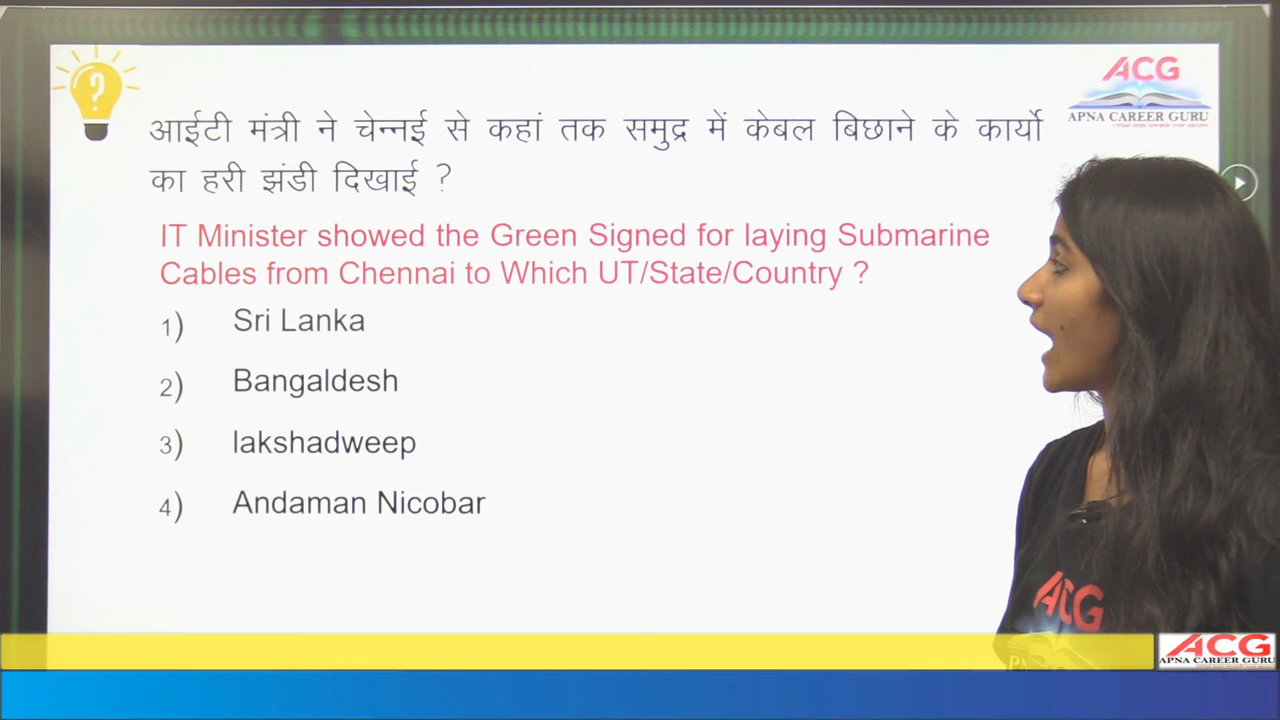 ACG
APNA CAREER GURU
आईटी मंत्री ने चेन्नई से कहां तक समुद्र में केबल बिछाने के कार्यो
का हरी झंडी दिखाई ?
IT Minister showed the Green Signed for laying Submarine
Cables from Chennai to Which UT/State/Country ?
1) Sri Lanka
2) Bangaldesh
3) lakshadweep
4) Andaman Nicobar
ACG
ACG
APNA CAREER GURU